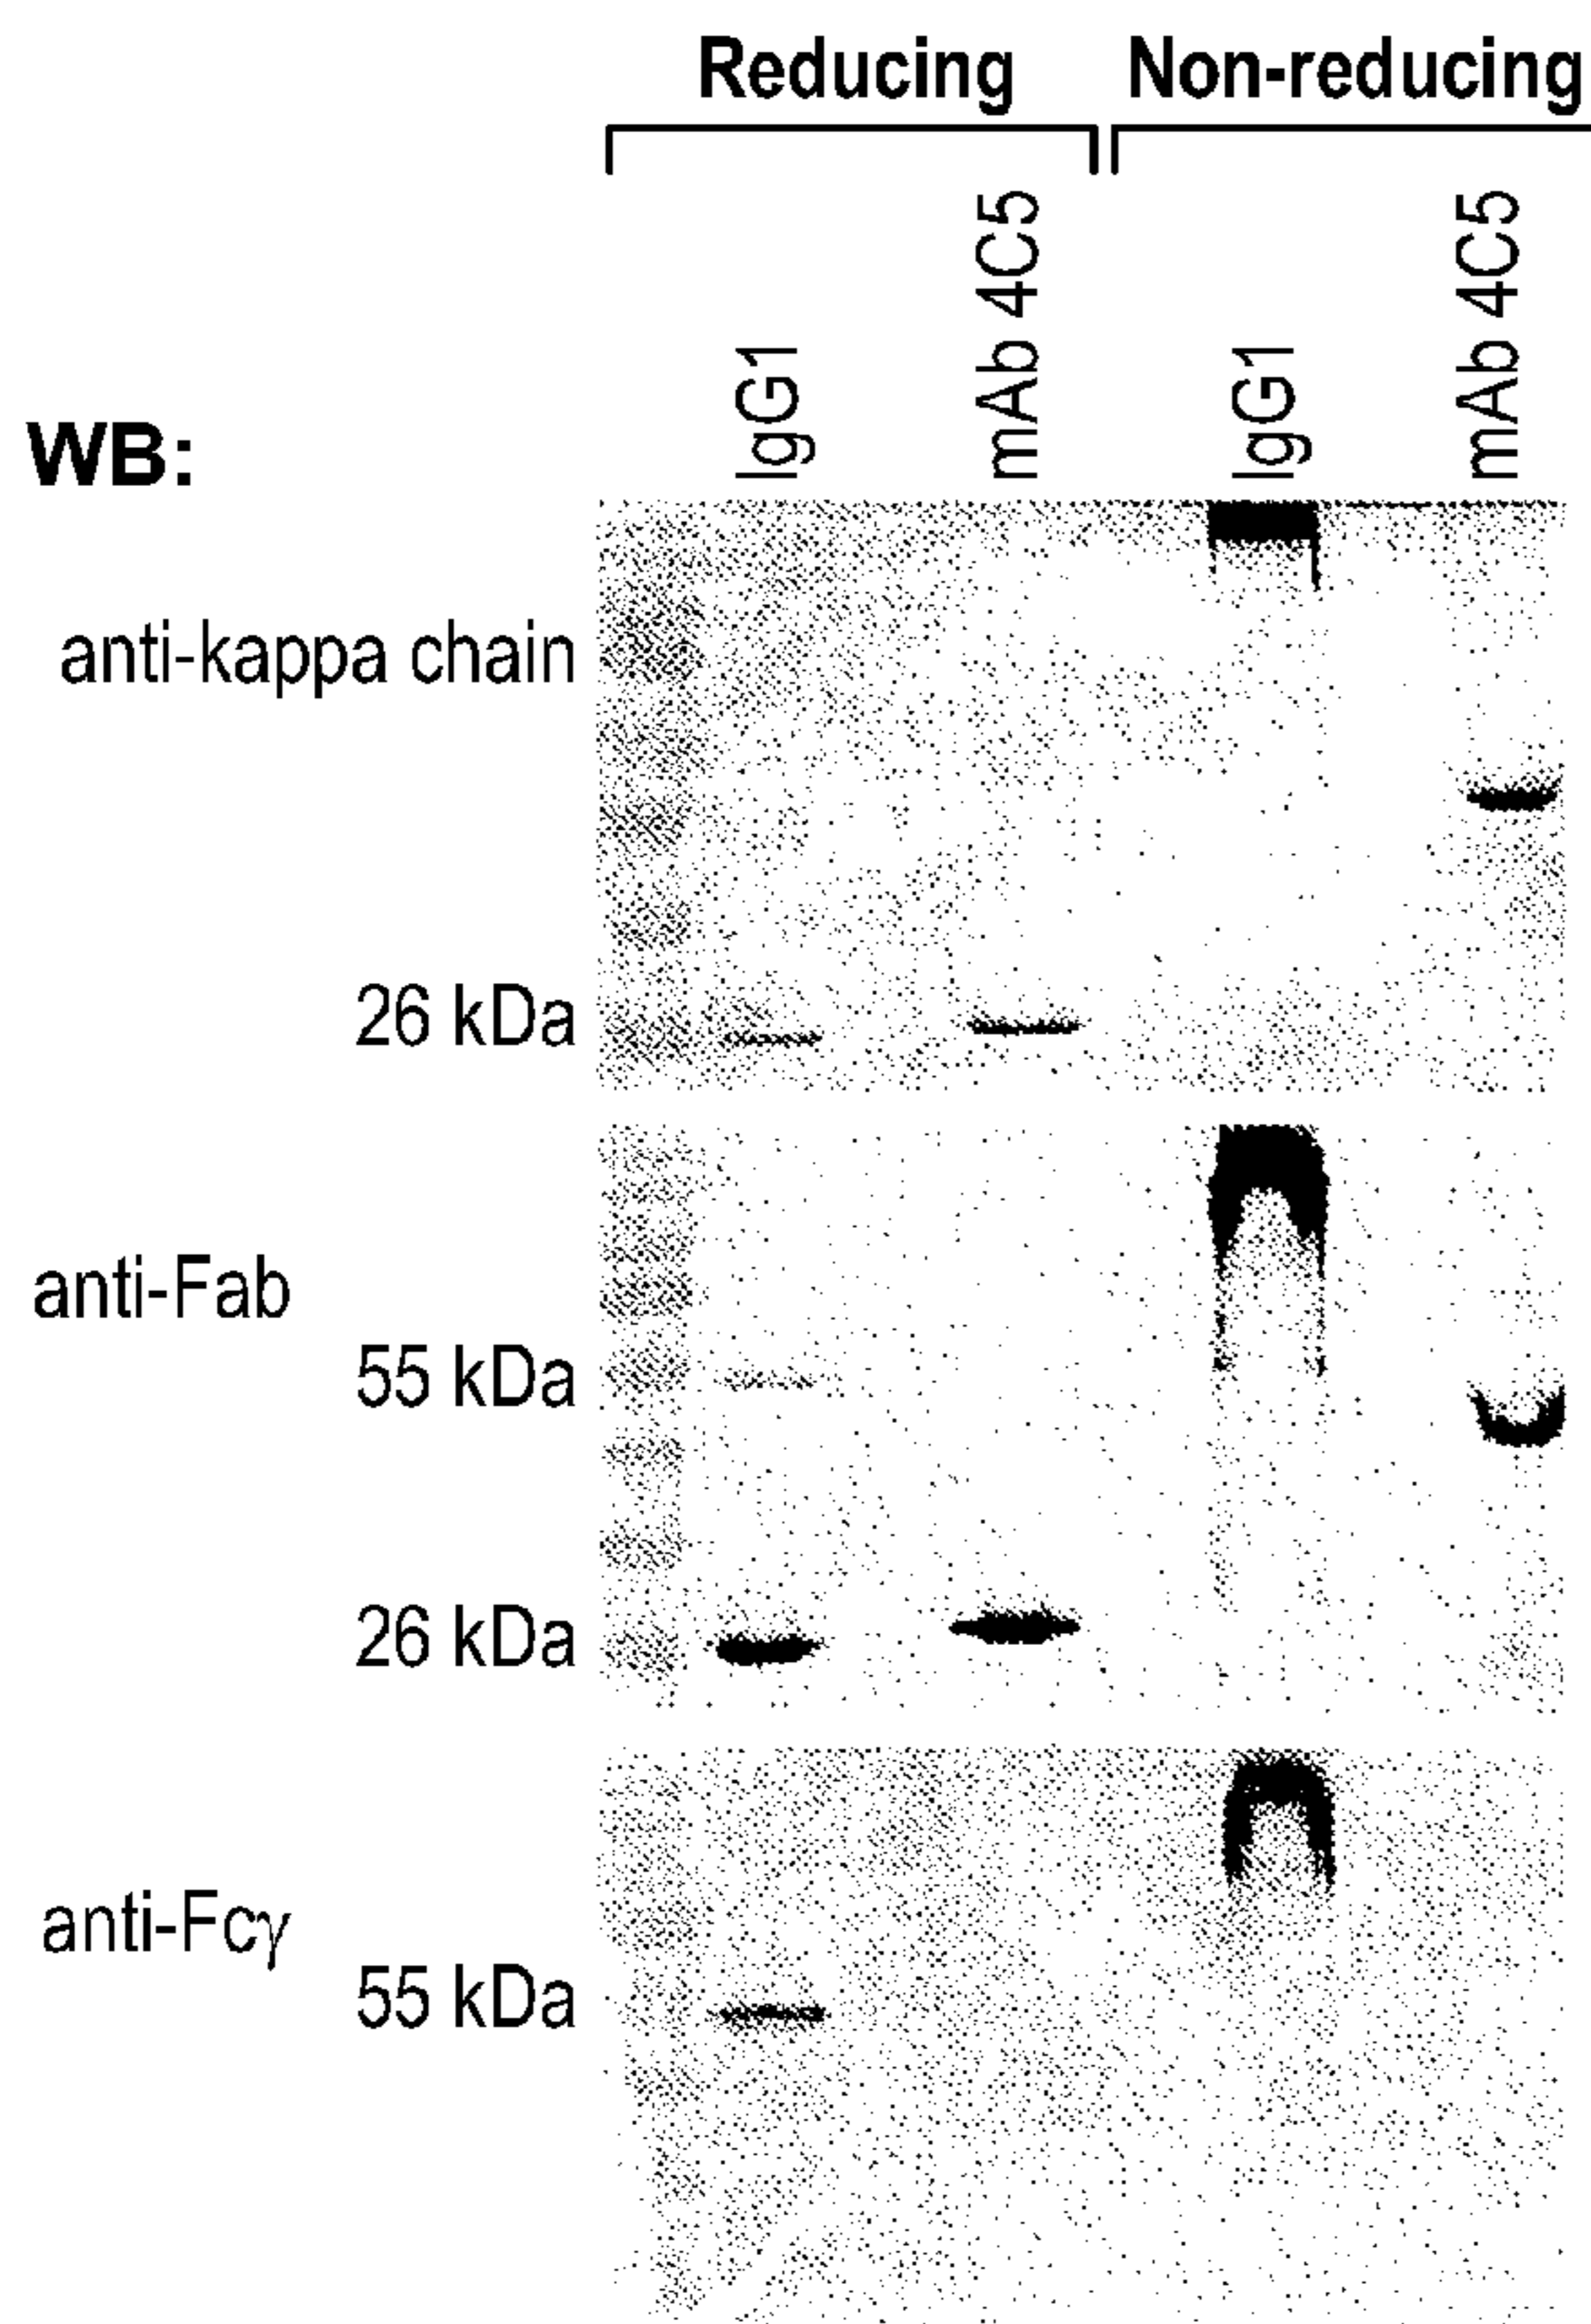 Reducing Non-reducing
IgG1 mAb 4C5 IgG1 mAb 4C5
WB:
anti-kappa chain
26 kDa
anti-Fab
55 kDa
26 kDa
anti-Fcγ
55 kDa